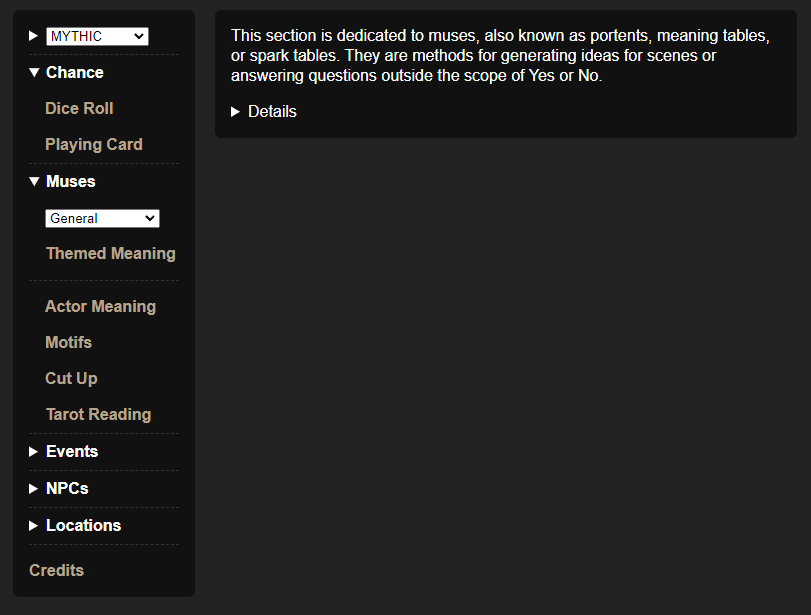 MYTHIC
Chance
Dice Roll
Playing Card
Muses
General
Themed Meaning
Actor Meaning
Motifs
Cut Up
Tarot Reading
Events
NPCs
Locations
Credits
This section is dedicated to muses, also known as portents, meaning tables,
or spark tables. They are methods for generating ideas for scenes or
answering questions outside the scope of Yes or No.
Details